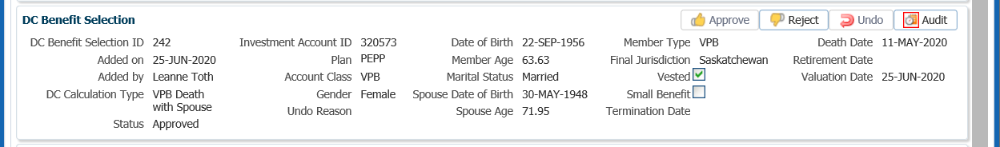 DC Benefit Selection
Approve Reject Undo Audit
DC Benefit Selection ID 242 Investment Account ID 320573 Date of Birth 22-SEP-1956 Member Type VPB Death Date 11-MAY-2020
Added on 25-JUN-2020 Plan PEPP Member Age 63.63 Final Jurisdiction Saskatchewan Retirement Date
Added by Leanne Toth Account Class VPB Marital Status Married Vested Valuation Date 25-JUN-2020
DC Calculation Type VPB Death Gender Female Spouse Date of Birth 30-MAY-1948 Small Benefit
with Spouse Undo Reason Spouse Age 71.95 Termination Date
Status Approved